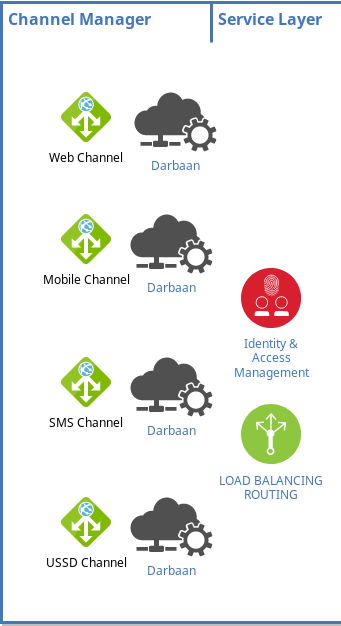 Channel Manager
Service Layer
Web Channel
Darbaan
Mobile Channel
Darbaan
Identity &
Access
Management
SMS Channel
Darbaan
LOAD BALANCING
ROUTING
USSD Channel
Darbaan